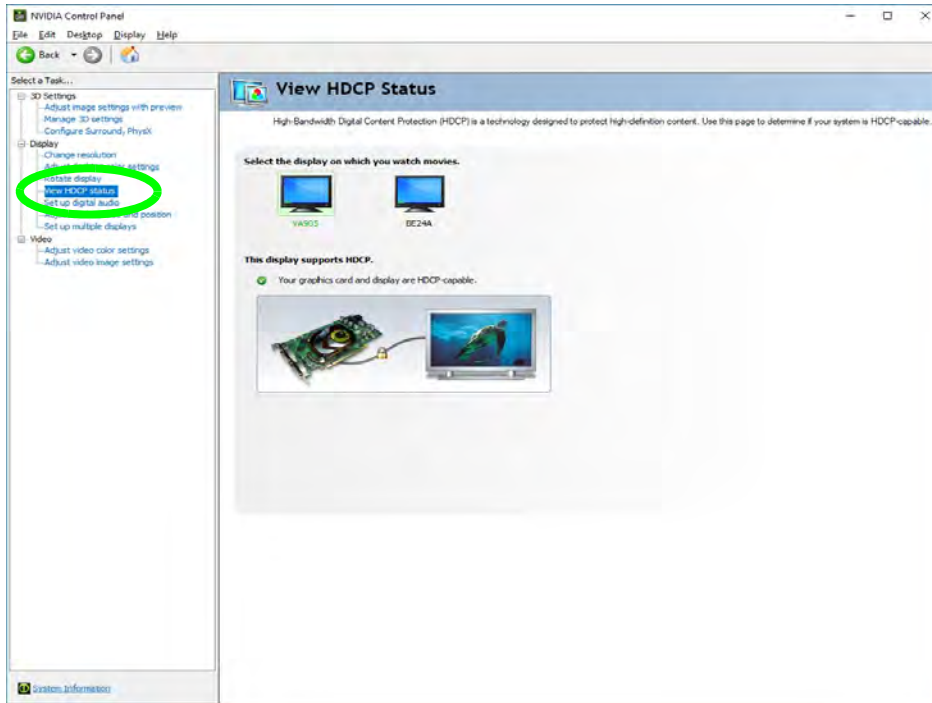 NVIDIA Control Panel
File Edit Desktop Display Help
Back
Select a Task...
3D Settings
Adjust image settings with preview
Manage 3D settings
Configure Surround, PhysX
Display
Change resolution
Adjust desktop color settings
Rotate display
View HDCP status
Set up digital audio
and position
Set up multiple displays
Video
Adjust video color settings
Adjust video image settings
System Information
View HDCP Status
High-Bandwidth Digital Content Protection (HDCP) is a technology designed to protect high-definition content. Use this page to determine if your system is HDCP-capable.
Select the display on which you watch movies.
VA905 BE24A
This display supports HDCP.
Your graphics card and display are HDCP-capable.